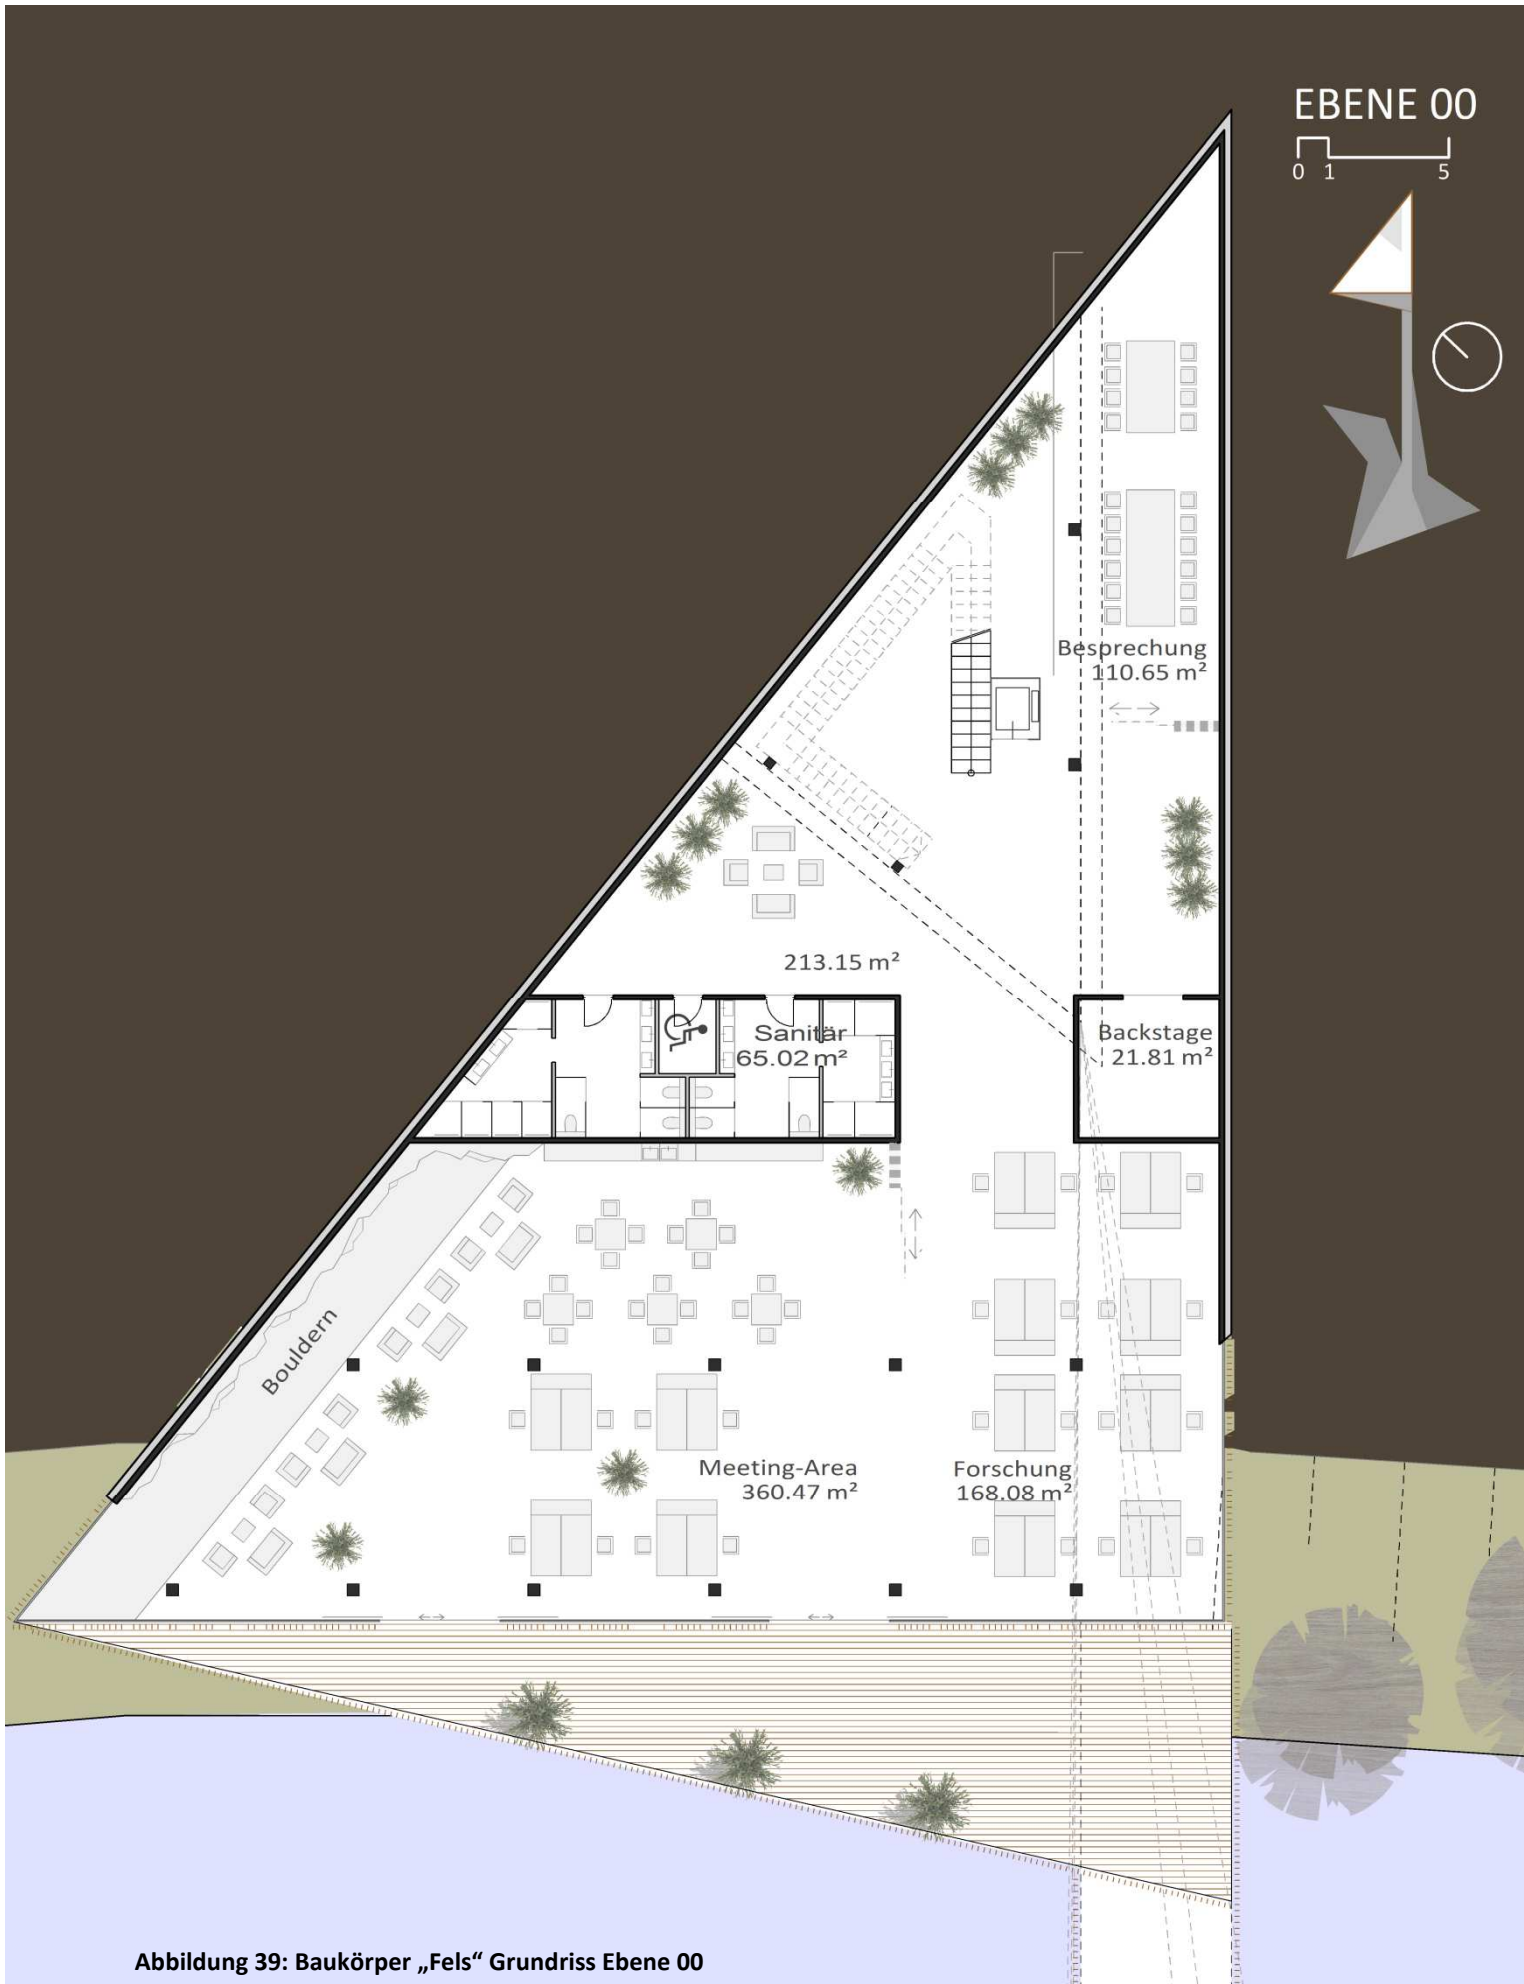 EBENE 00
0 1 5
Besprechung
110.65 m²
213.15 m²
Sanitär
65.02 m²
Backstage
21.81 m²
Bouldern
Meeting-Area
360.47 m²
Forschung
168.08 m²
Abbildung 39: Baukörper „Fels“ Grundriss Ebene 00